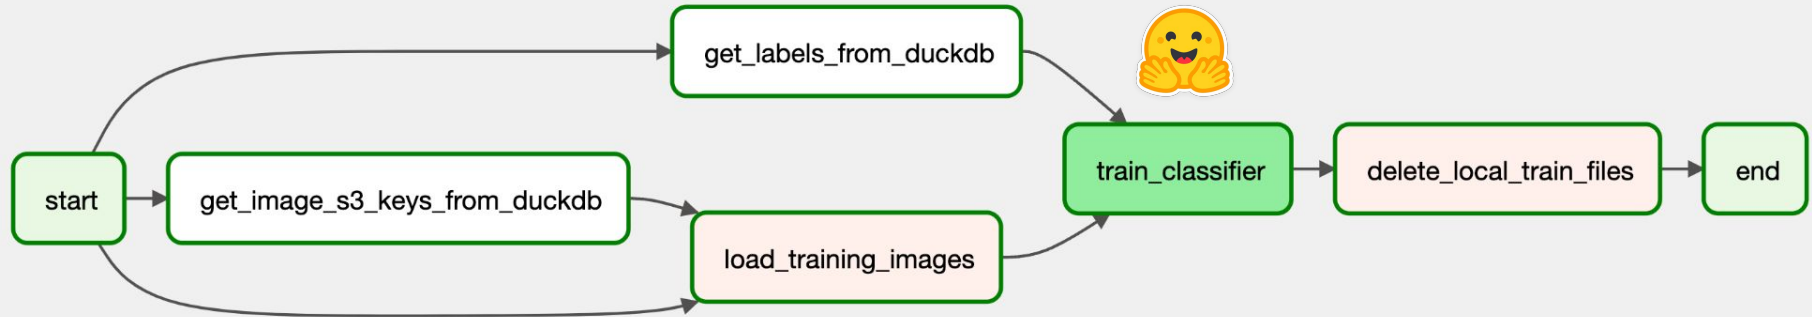 get_labels_from_duckdb
start
get_image_s3_keys_from_duckdb
load_training_images
train_classifier
delete_local_train_files
end